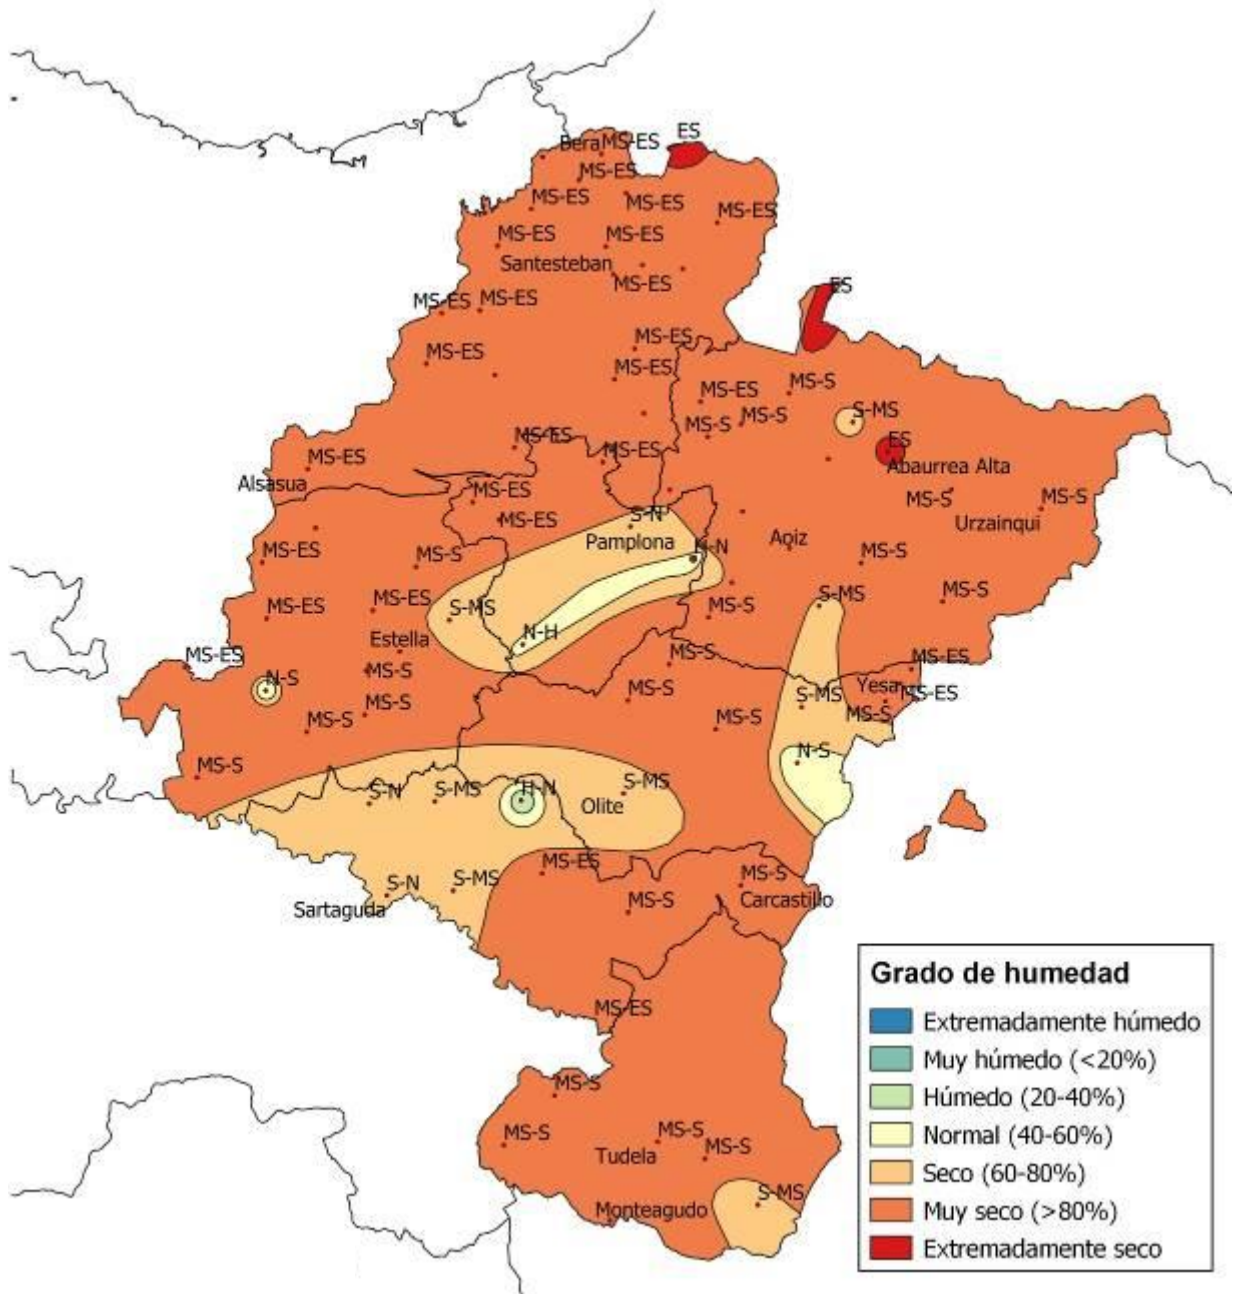 ES
Bera MS-ES
MS-ES
MS-ES
MS-ES
MS-ES
MS-ES
MS-ES
Santesteban
MS-ES
ES
MS-ES
MS-ES
MS-ES
MS-ES
MS-ES
MS-ES
MS-S
S-MS
MS-S
MS-S
MS-ES
ES
MS-ES
MS-ES
Abaurrea Alta
Alsasua
MS-ES
MS-S
MS-S
MS-ES
S-N
Urzainqui
Pamplona
Aoiz
H-N
MS-ES
MS-S
MS-S
MS-ES
MS-ES
S-MS
MS-S
S-MS
MS-S
Estella
N-H
MS-ES
MS-S
MS-S
MS-ES
N-S
Yesa
MS-S
S-MS
MS-ES
MS-S
MS-S
MS-S
MS-S
N-S
MS-S
S-MS
S-N
S-MS
H-N
Olite
MS-ES
S-N
S-MS
MS-S
MS-S
Sartaguda
Carcastillo
Grado de humedad
MS-ES
Extremadamente húmedo
Muy húmedo (<20%)
MS-S
Húmedo (20-40%)
MS-S
MS-S
MS-S
Normal (40-60%)
Tudela
Seco (60-80%)
S-MS
Monteagudo
Muy seco (>80%)
Extremadamente seco